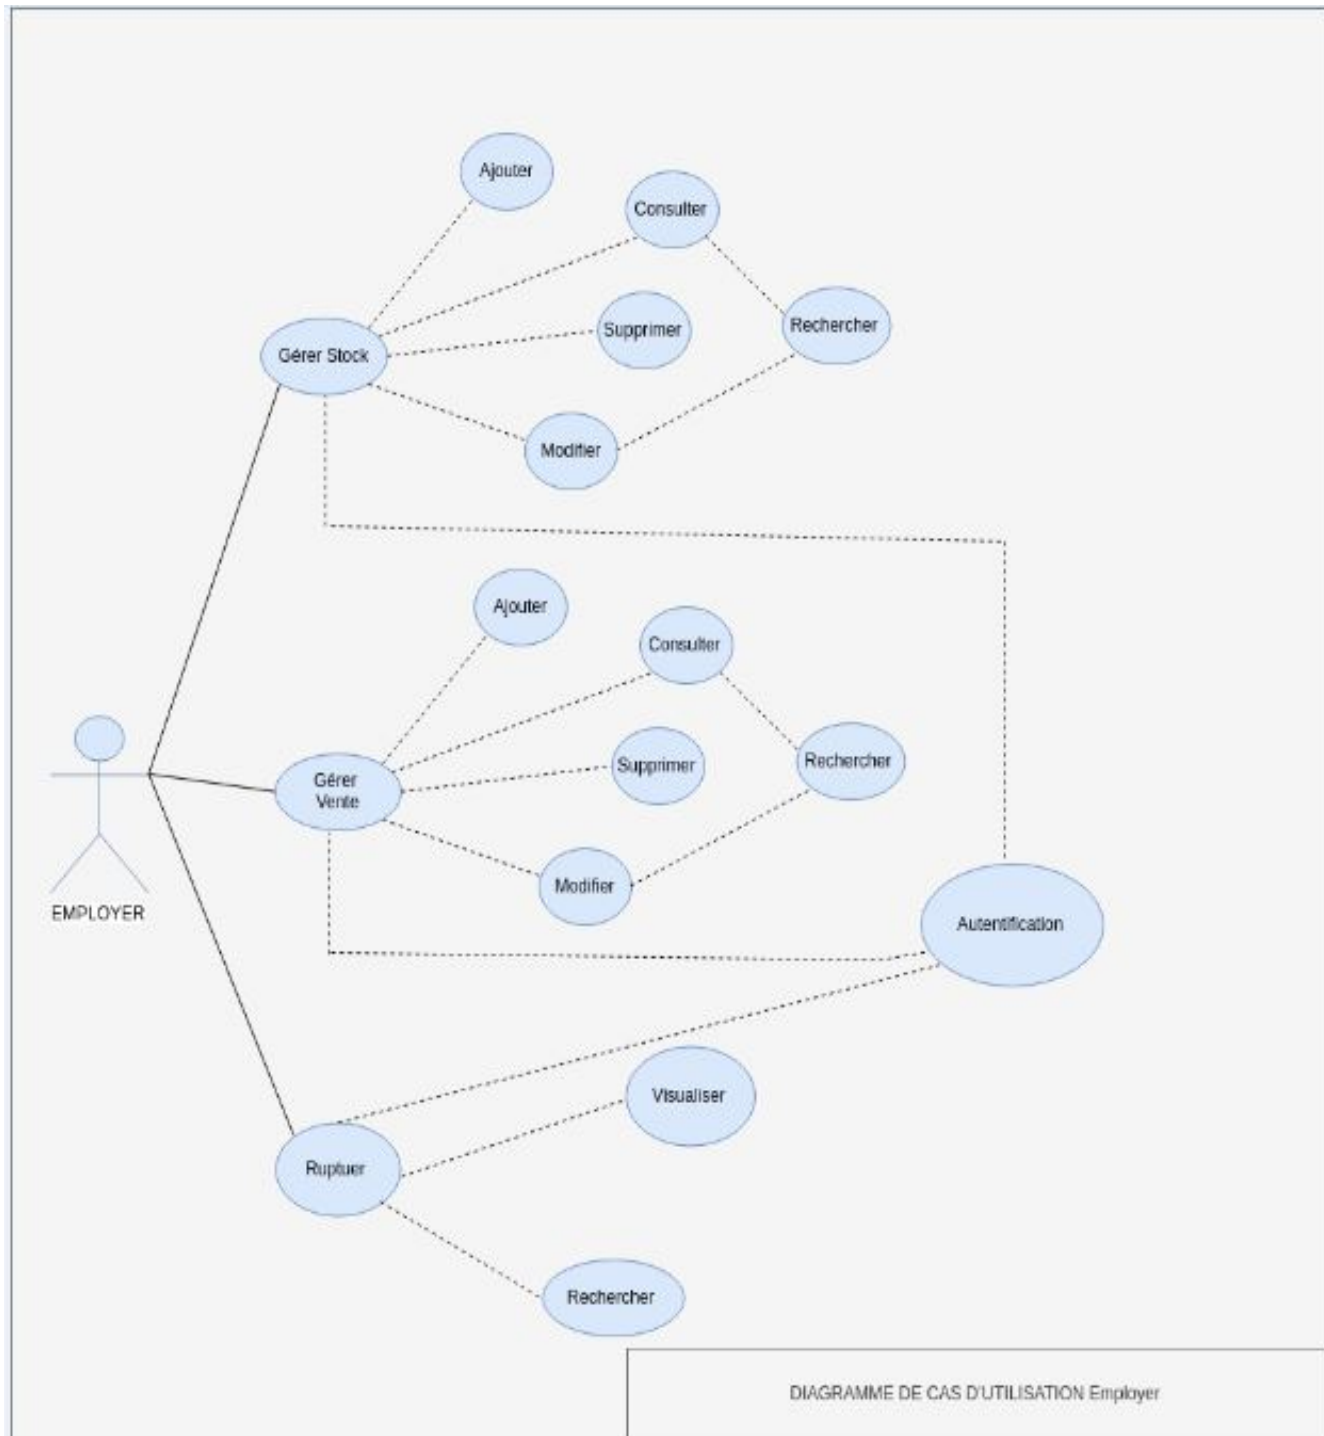 Ajouter
Consulter
Supprimer
Rechercher
Gérer Stock
Modifier
Ajouter
Consulter
Supprimer
Rechercher
Gérer
Vente
Modifier
EMPLOYER
Autentification
Visualiser
Ruptuer
Rechercher
DIAGRAMME DE CAS D'UTILISATION Employer